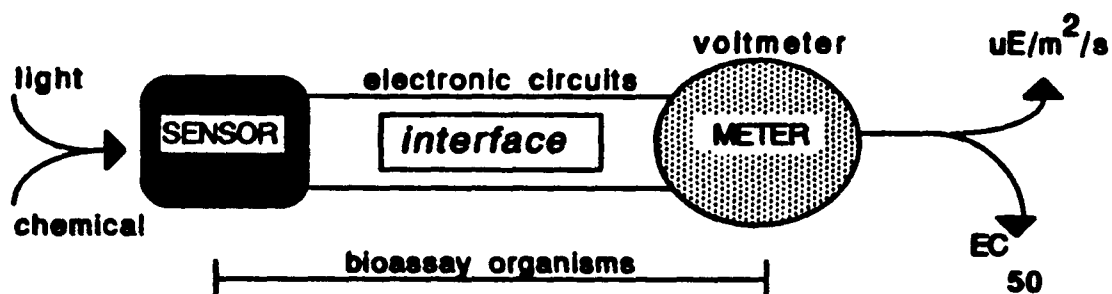 voltmeter
uE/m²/s
light
electronic circuits
SENSOR
interface
METER
chemical
EC 50
bioassay organisms